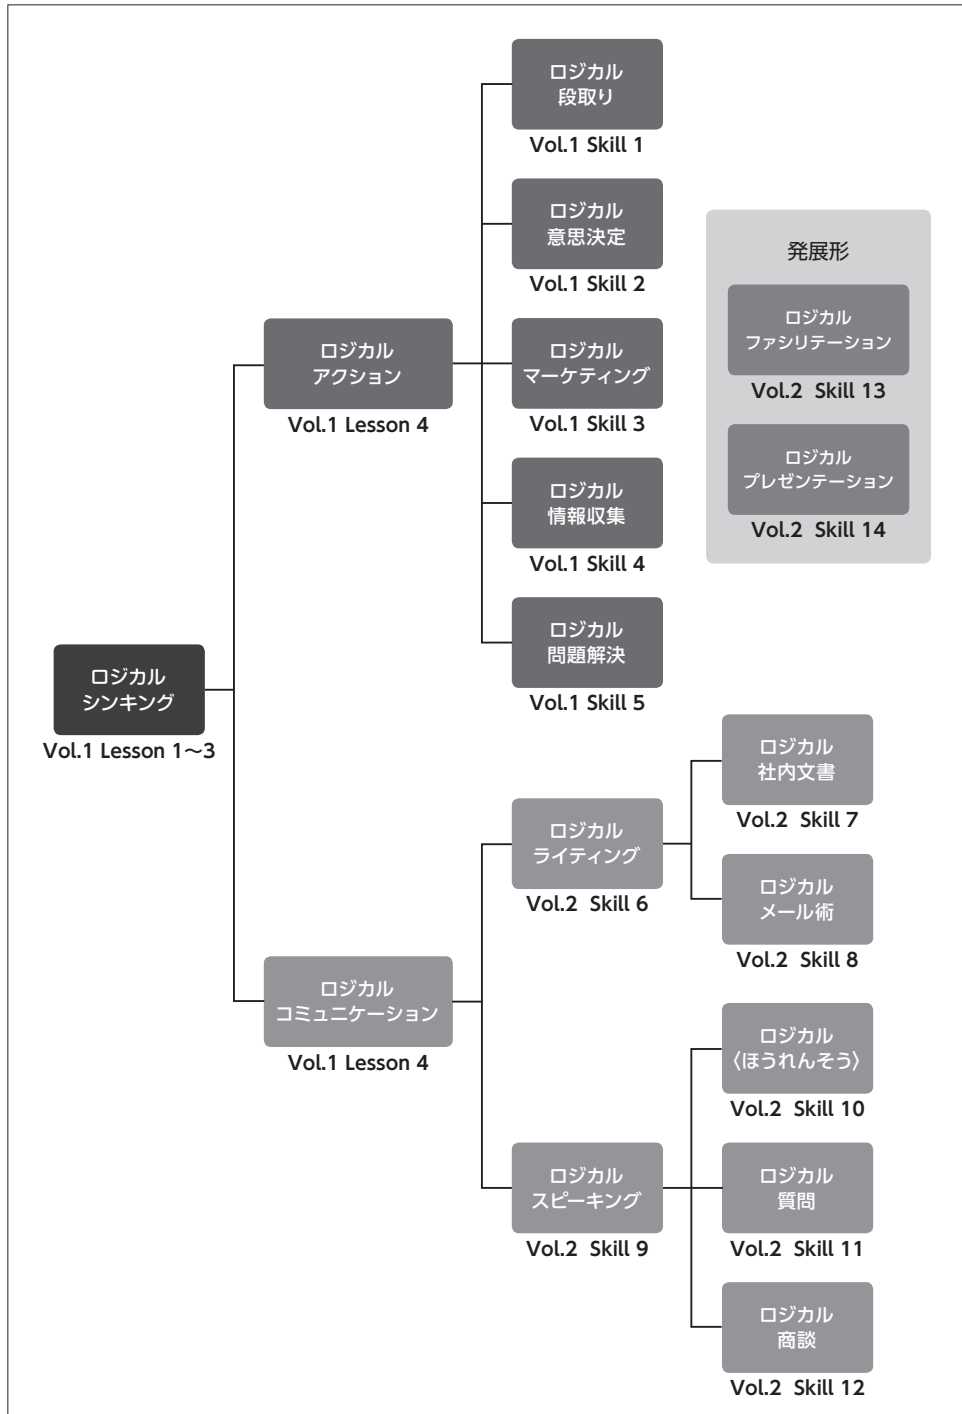 ロジカル
シンキング
Vol.1 Lesson 1～3
ロジカル
アクション
Vol.1 Lesson 4
ロジカル
段取り
Vol.1 Skill 1
ロジカル
意思決定
Vol.1 Skill 2
ロジカル
マーケティング
Vol.1 Skill 3
ロジカル
情報収集
Vol.1 Skill 4
ロジカル
問題解決
Vol.1 Skill 5
発展形
ロジカル
ファシリテーション
Vol.2 Skill 13
ロジカル
プレゼンテーション
Vol.2 Skill 14
ロジカル
コミュニケーション
Vol.1 Lesson 4
ロジカル
ライティング
Vol.2 Skill 6
ロジカル
社内文書
Vol.2 Skill 7
ロジカル
メール術
Vol.2 Skill 8
ロジカル
スピーキング
Vol.2 Skill 9
ロジカル
〈ほうれんそう〉
Vol.2 Skill 10
ロジカル
質問
Vol.2 Skill 11
ロジカル
商談
Vol.2 Skill 12